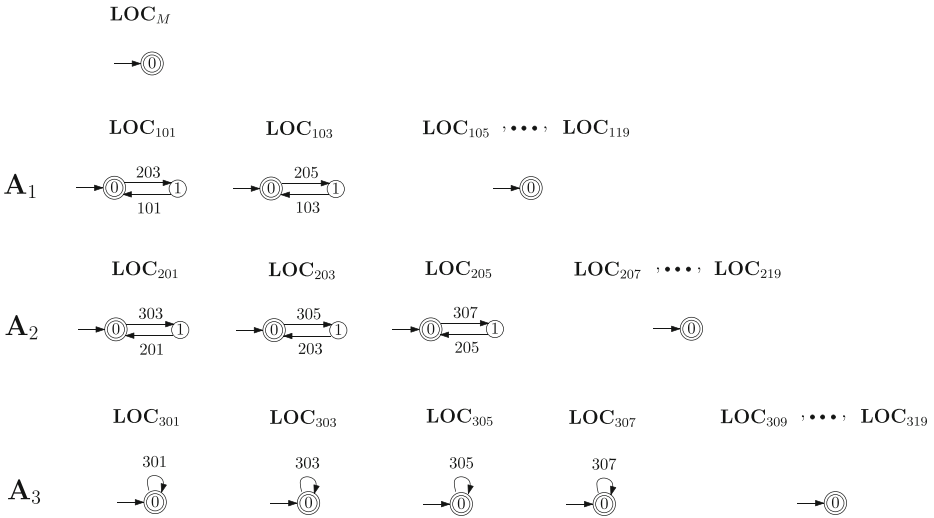 LOC_M
0
LOC_101 LOC_103 LOC_105 , ••• , LOC_119
203 205
A_1 0 1 0 1 0
101 103
LOC_201 LOC_203 LOC_205 LOC_207 , ••• , LOC_219
303 305 307
A_2 0 1 0 1 0 1 0
201 203 205
LOC_301 LOC_303 LOC_305 LOC_307 LOC_309 , ••• , LOC_319
301 303 305 307
A_3 0 0 0 0 0